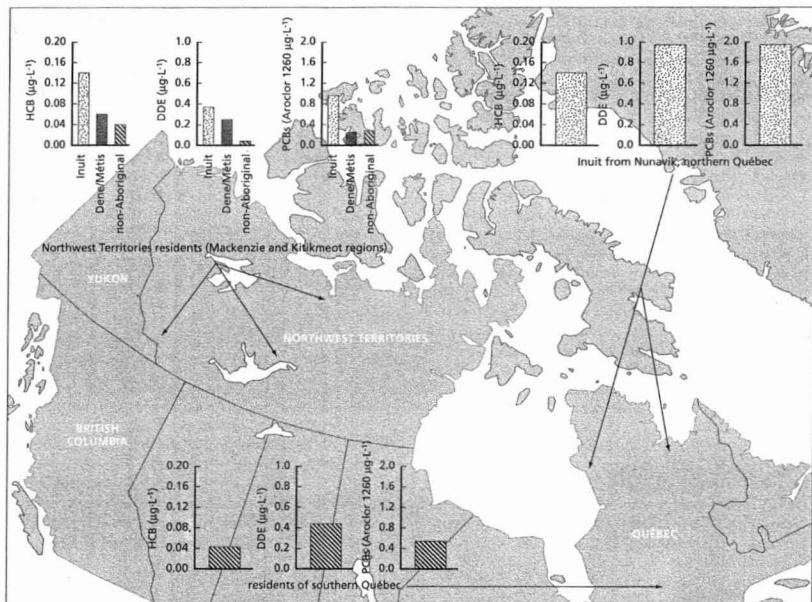 HCB (µg·L⁻¹)
0.20
0.16
0.12
0.08
0.04
0.00
Inuit
Dene/Métis
non-Aboriginal
DDE (µg·L⁻¹)
1.0
0.8
0.6
0.4
0.2
0.0
Inuit
Dene/Métis
non-Aboriginal
PCBs (Aroclor 1260 µg·L⁻¹)
2.0
1.6
1.2
0.8
0.4
0.0
Inuit
Dene/Métis
non-Aboriginal
Northwest Territories residents (Mackenzie and Kitikmeot regions)
HCB (µg·L⁻¹)
0.20
0.16
0.12
0.08
0.04
0.00
DDE (µg·L⁻¹)
1.0
0.8
0.6
0.4
0.2
0.0
PCBs (Aroclor 1260 µg·L⁻¹)
2.0
1.6
1.2
0.8
0.4
0.0
Inuit from Nunavik, northern Québec
YUKON
NORTHWEST TERRITORIES
BRITISH
COLUMBIA
QUÉBEC
HCB (µg·L⁻¹)
0.20
0.16
0.12
0.08
0.04
0.00
DDE (µg·L⁻¹)
1.0
0.8
0.6
0.4
0.2
0.0
PCBs (Aroclor 1260 µg·L⁻¹)
2.0
1.6
1.2
0.8
0.4
0.0
residents of southern Québec